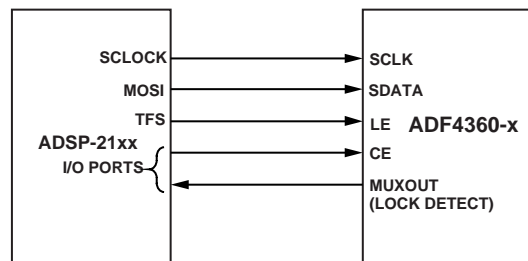 SCLOCK
MOSI
TFS
ADSP-21xx
I/O PORTS
SCLK
SDATA
LE
ADF4360-x
CE
MUXOUT
(LOCK DETECT)